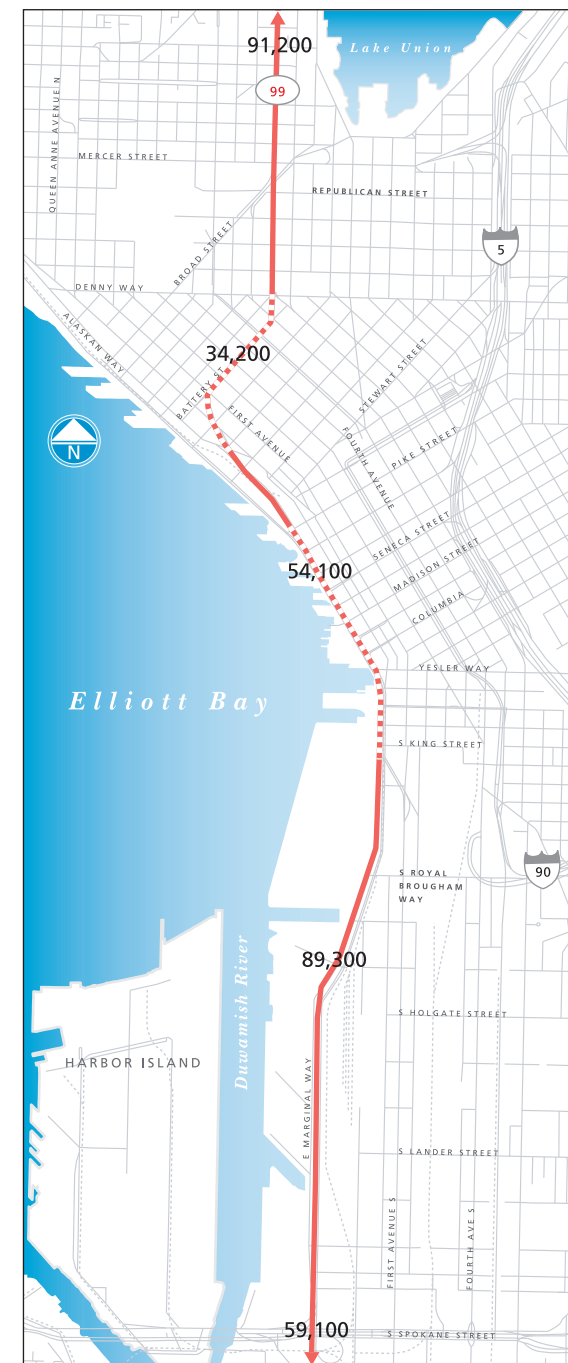 91,200
Lake Union
99
QUEEN ANNE AVENUE N
MERCER STREET
REPUBLICAN STREET
BROAD STREET
5
DENNY WAY
ALASKAN WAY
34,200
BATTERY ST
STEWART STREET
FIRST AVENUE
FOURTH AVENUE
PIKE STREET
N
SENECA STREET
54,100
MADISON STREET
COLUMBIA
YESLER WAY
Elliott Bay
S KING STREET
S ROYAL
BROUGHAM
WAY
90
89,300
S HOLGATE STREET
Duwamish River
HARBOR ISLAND
E MARGINAL WAY
S LANDER STREET
FIRST AVENUE S
FOURTH AVE S
59,100
S SPOKANE STREET